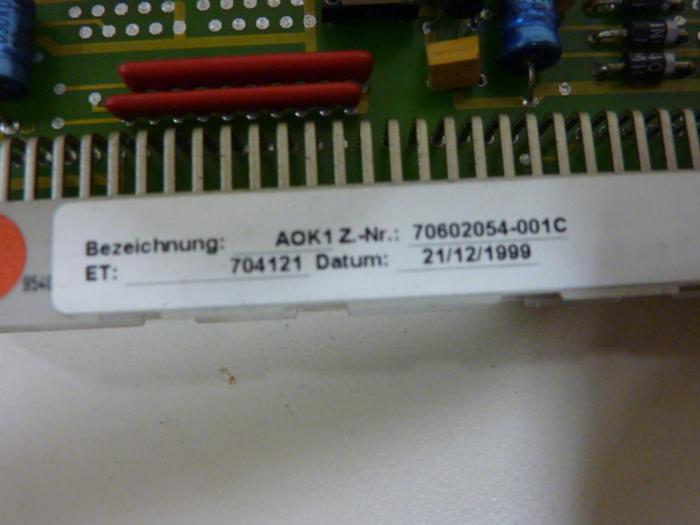 Bezeichnung: AOK1 Z.-Nr.: 70602054-001C
ET: 704121 Datum: 21/12/1999